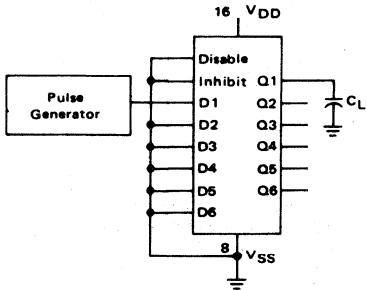 16 VDD
Disable
Inhibit Q1
Pulse Generator
D1 Q2
CL
D2 Q3
D3 Q4
D4 Q5
D5 Q6
D6
8 VSS